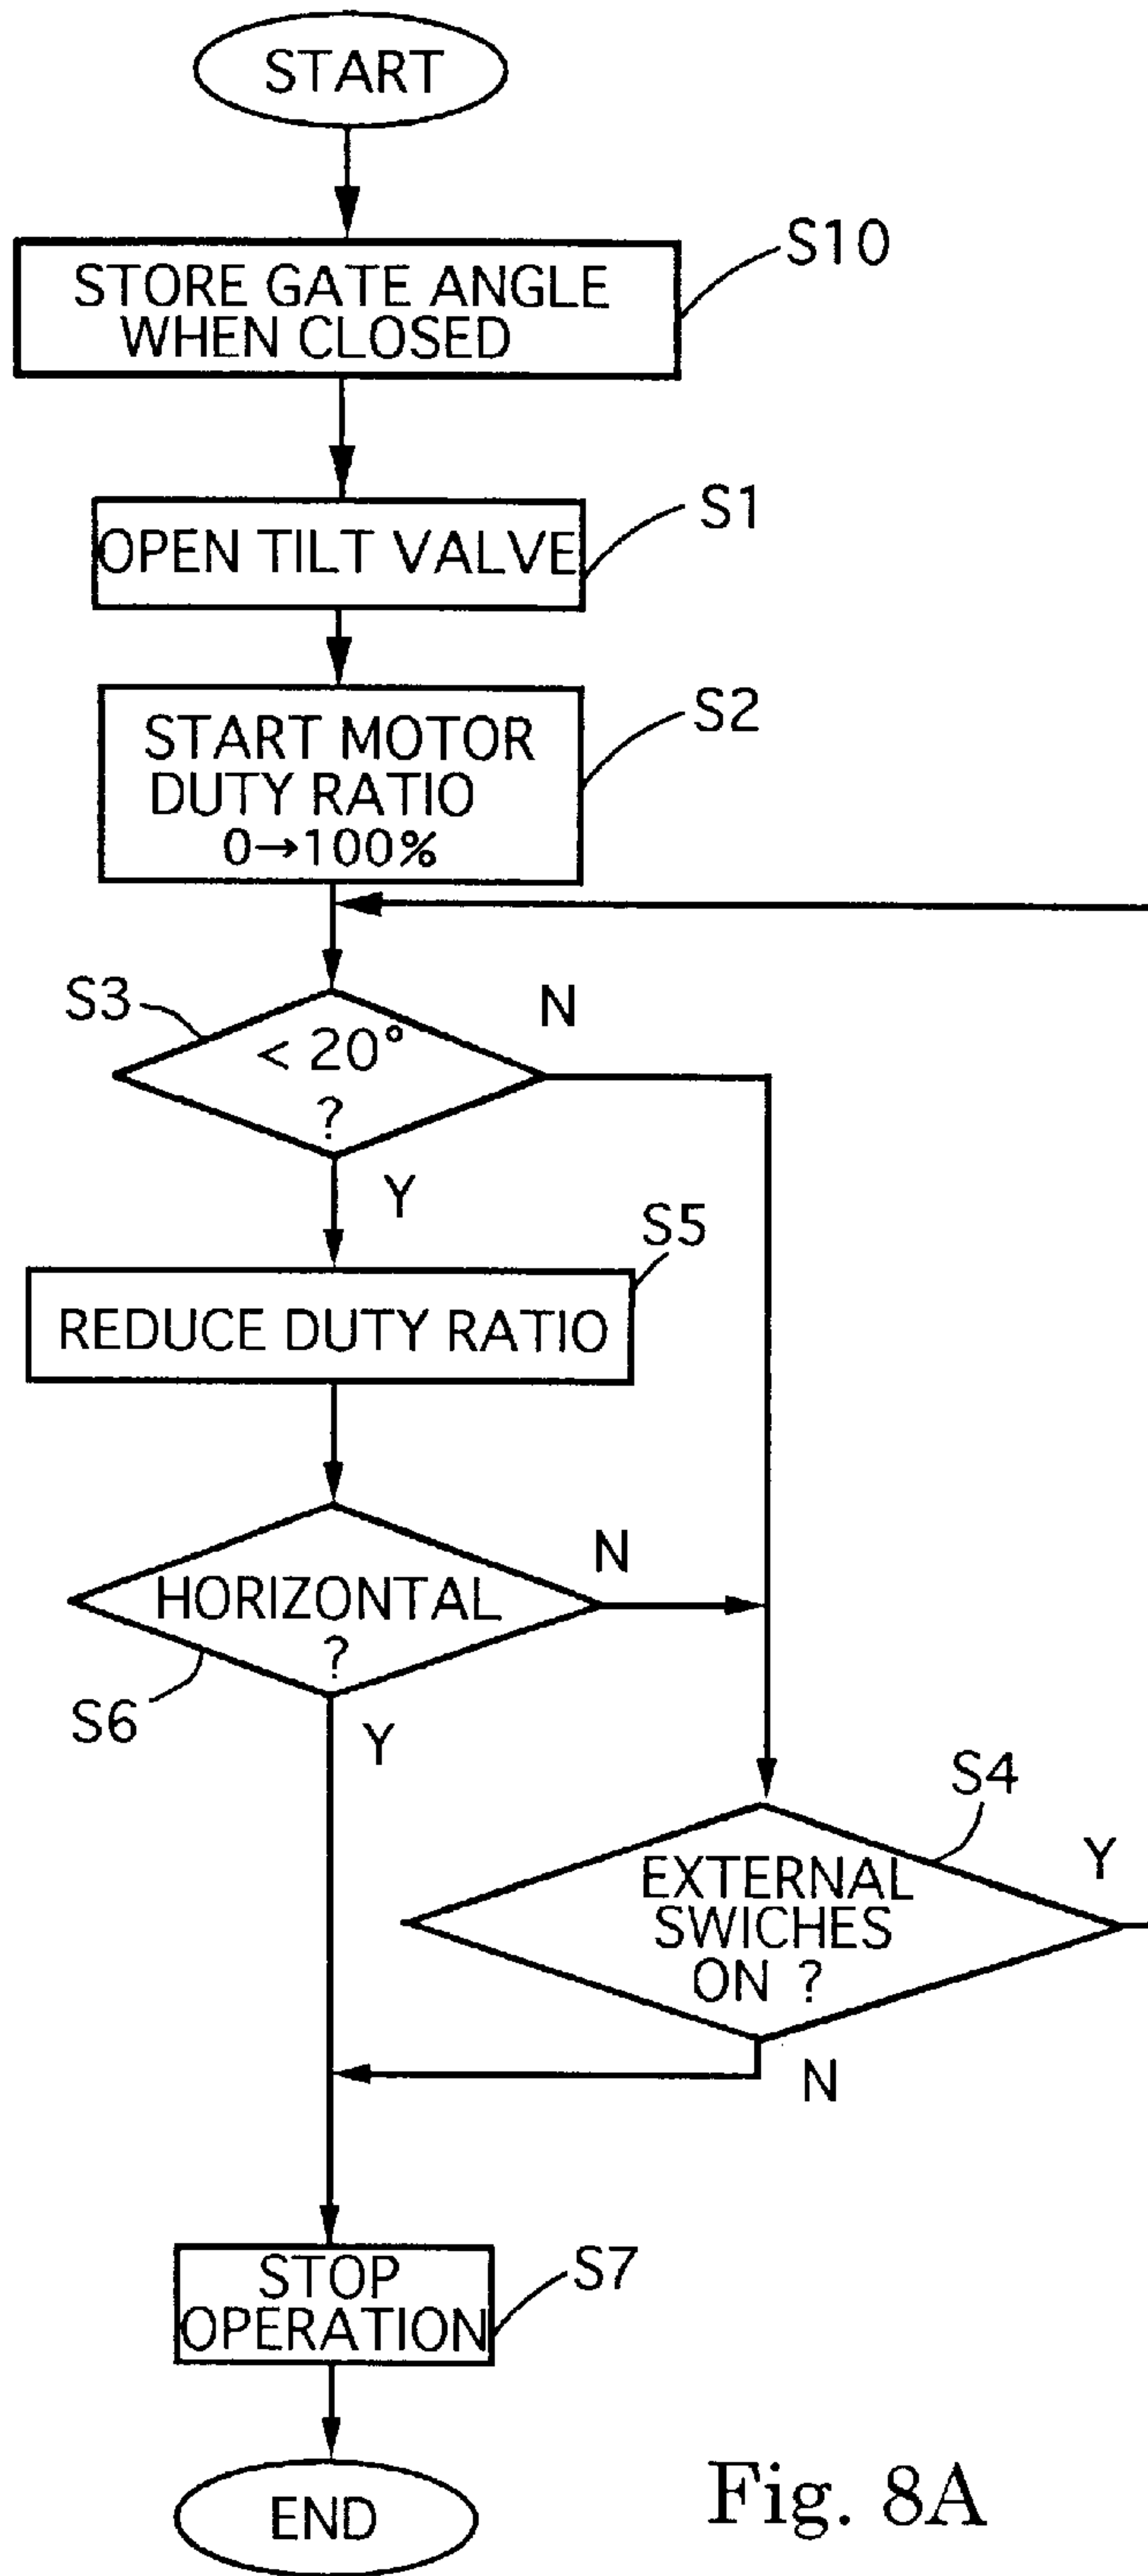 START
S10
STORE GATE ANGLE
WHEN CLOSED
S1
OPEN TILT VALVE
S2
START MOTOR
DUTY RATIO
0→100%
S3
N
< 20°
?
Y
S5
REDUCE DUTY RATIO
N
HORIZONTAL
?
S6
Y
S4
Y
EXTERNAL
SWICHES
ON ?
N
S7
STOP
OPERATION
END
Fig. 8A